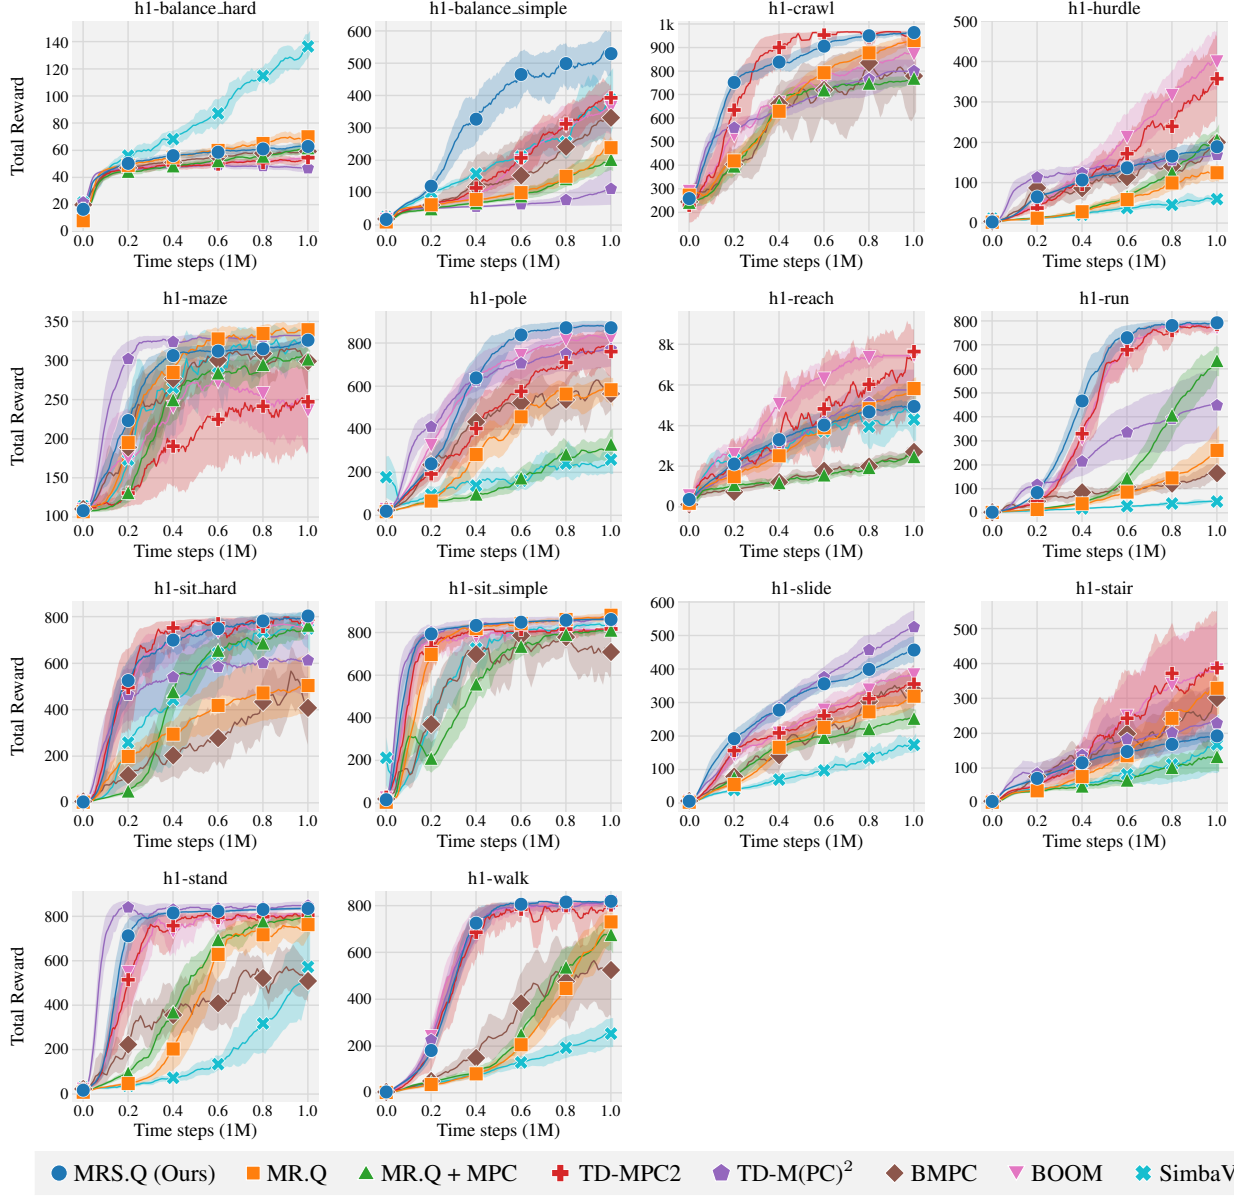 h1-balance_hard
h1-balance_simple
h1-crawl
h1-hurdle
Total Reward
140
120
100
80
60
40
20
0
0.0 0.2 0.4 0.6 0.8 1.0
Time steps (1M)
600
500
400
300
200
100
0
0.0 0.2 0.4 0.6 0.8 1.0
Time steps (1M)
1k
900
800
700
600
500
400
300
200
0.0 0.2 0.4 0.6 0.8 1.0
Time steps (1M)
500
400
300
200
100
0
0.0 0.2 0.4 0.6 0.8 1.0
Time steps (1M)
h1-maze
h1-pole
h1-reach
h1-run
Total Reward
350
300
250
200
150
100
0.0 0.2 0.4 0.6 0.8 1.0
Time steps (1M)
800
600
400
200
0
0.0 0.2 0.4 0.6 0.8 1.0
Time steps (1M)
8k
6k
4k
2k
0
0.0 0.2 0.4 0.6 0.8 1.0
Time steps (1M)
800
700
600
500
400
300
200
100
0
0.0 0.2 0.4 0.6 0.8 1.0
Time steps (1M)
h1-sit_hard
h1-sit_simple
h1-slide
h1-stair
Total Reward
800
600
400
200
0
0.0 0.2 0.4 0.6 0.8 1.0
Time steps (1M)
800
600
400
200
0
0.0 0.2 0.4 0.6 0.8 1.0
Time steps (1M)
600
500
400
300
200
100
0
0.0 0.2 0.4 0.6 0.8 1.0
Time steps (1M)
500
400
300
200
100
0
0.0 0.2 0.4 0.6 0.8 1.0
Time steps (1M)
h1-stand
h1-walk
Total Reward
800
600
400
200
0
0.0 0.2 0.4 0.6 0.8 1.0
Time steps (1M)
800
600
400
200
0
0.0 0.2 0.4 0.6 0.8 1.0
Time steps (1M)
MRS.Q (Ours) MR.Q MR.Q + MPC TD-MPC2 TD-M(PC)² BMPC BOOM SimbaV